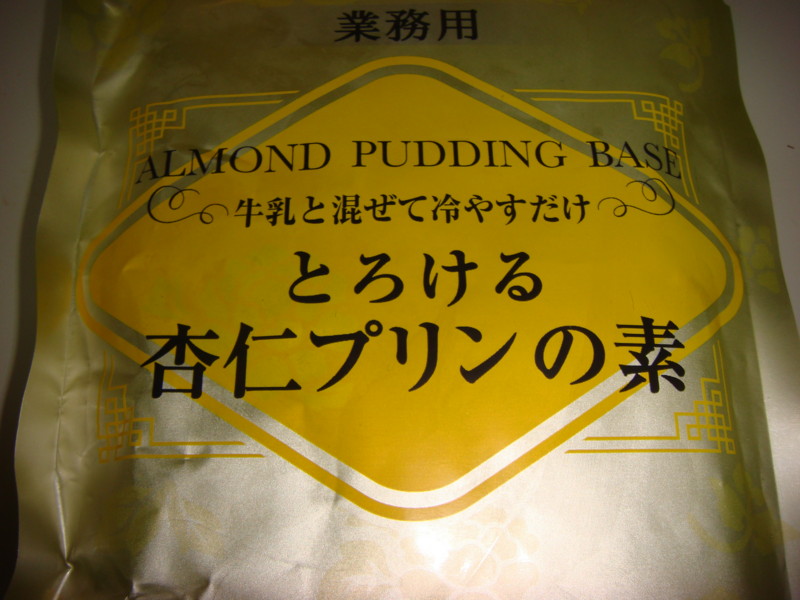 業務用
ALMOND PUDDING BASE
牛乳と混ぜて冷やすだけ
とろける
杏仁プリンの素